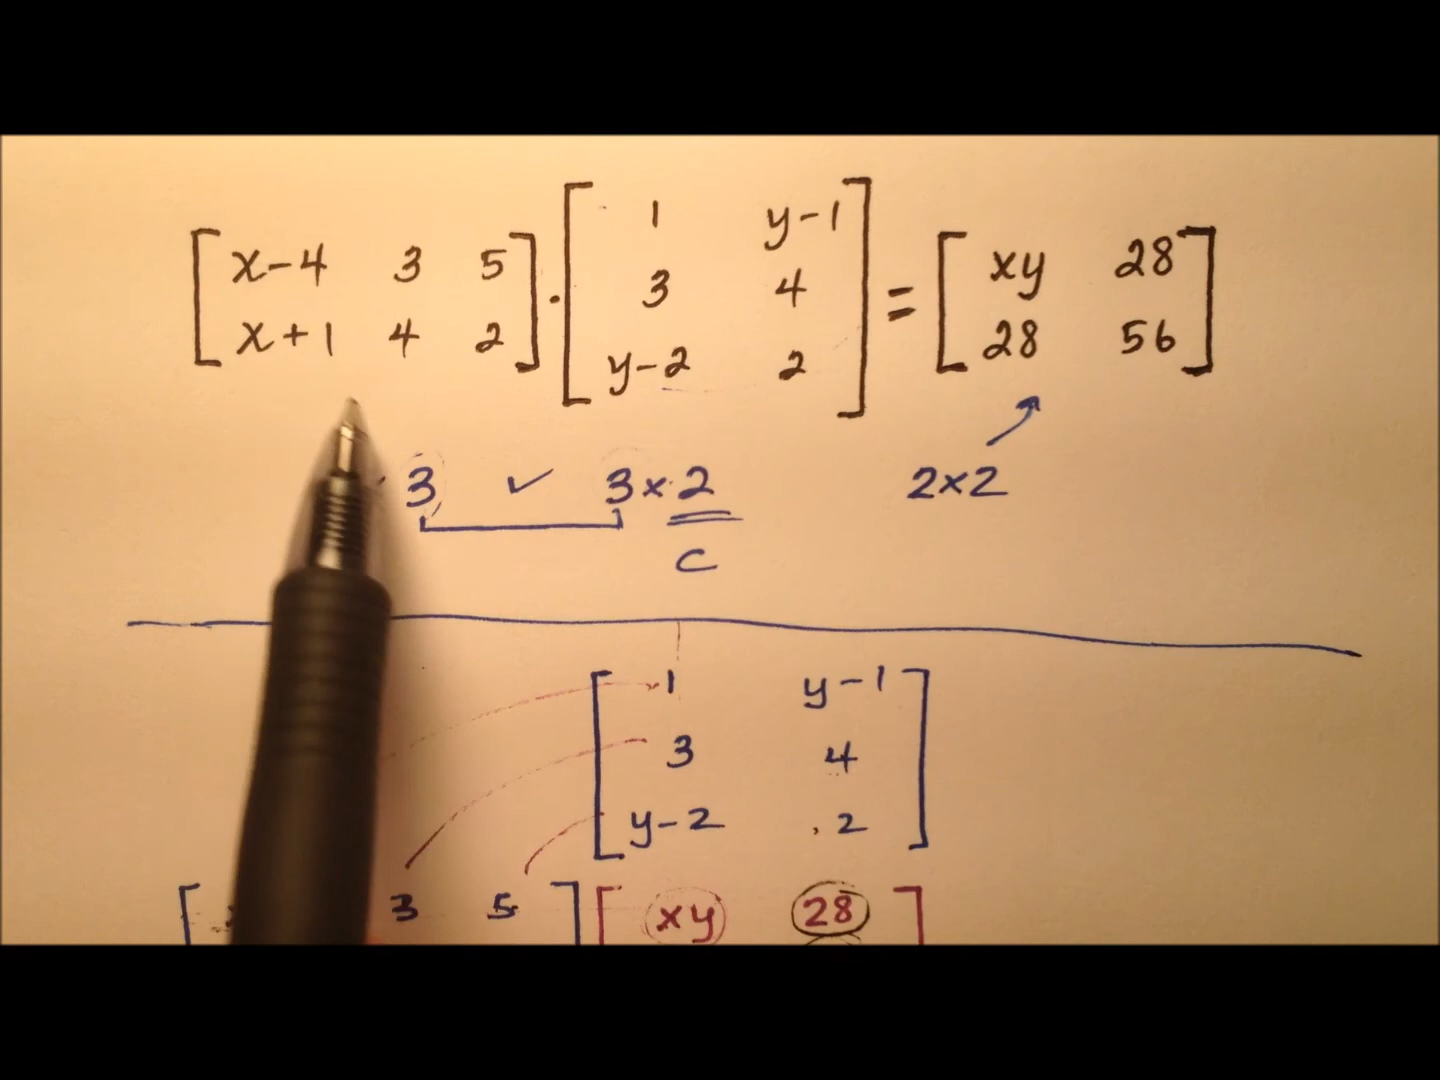 [ x-4 3 5 ] . [ 1 y-1 ] = [ xy 28 ]
[ x+1 4 2 ] [ 3 4 ] [ 28 56 ]
[ y-2 2 ]
3 ✓ 3×2 2×2
c
[ 1 y-1 ]
[ 3 4 ]
[ y-2 .2 ]
[ 3 5 ] [ xy 28 ]